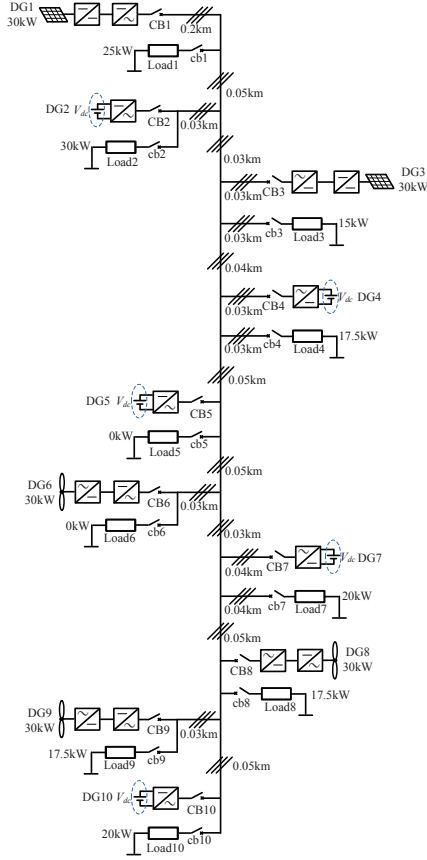 DG1
30kW
CB1
0.2km
25kW
Load1
cb1
0.05km
DG2
Vdc
CB2
0.03km
30kW
Load2
cb2
0.03km
DG3
30kW
CB3
0.03km
15kW
Load3
cb3
0.03km
0.04km
Vdc DG4
CB4
0.03km
17.5kW
Load4
cb4
0.03km
0.05km
DG5 Vdc
CB5
0kW
Load5
cb5
0.05km
DG6
30kW
CB6
0.03km
0kW
Load6
cb6
0.03km
Vdc DG7
CB7
0.04km
20kW
Load7
cb7
0.04km
0.05km
DG8
30kW
CB8
17.5kW
Load8
cb8
DG9
30kW
CB9
0.03km
17.5kW
Load9
cb9
0.05km
DG10 Vdc
CB10
20kW
Load10
cb10